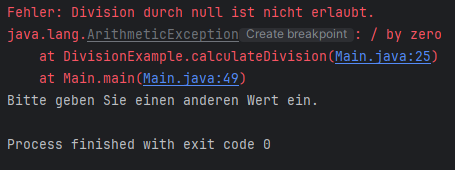 Fehler: Division durch null ist nicht erlaubt.
java.lang.ArithmeticException Create breakpoint : / by zero
    at DivisionExample.calculateDivision(Main.java:25)
    at Main.main(Main.java:49)
Bitte geben Sie einen anderen Wert ein.

Process finished with exit code 0